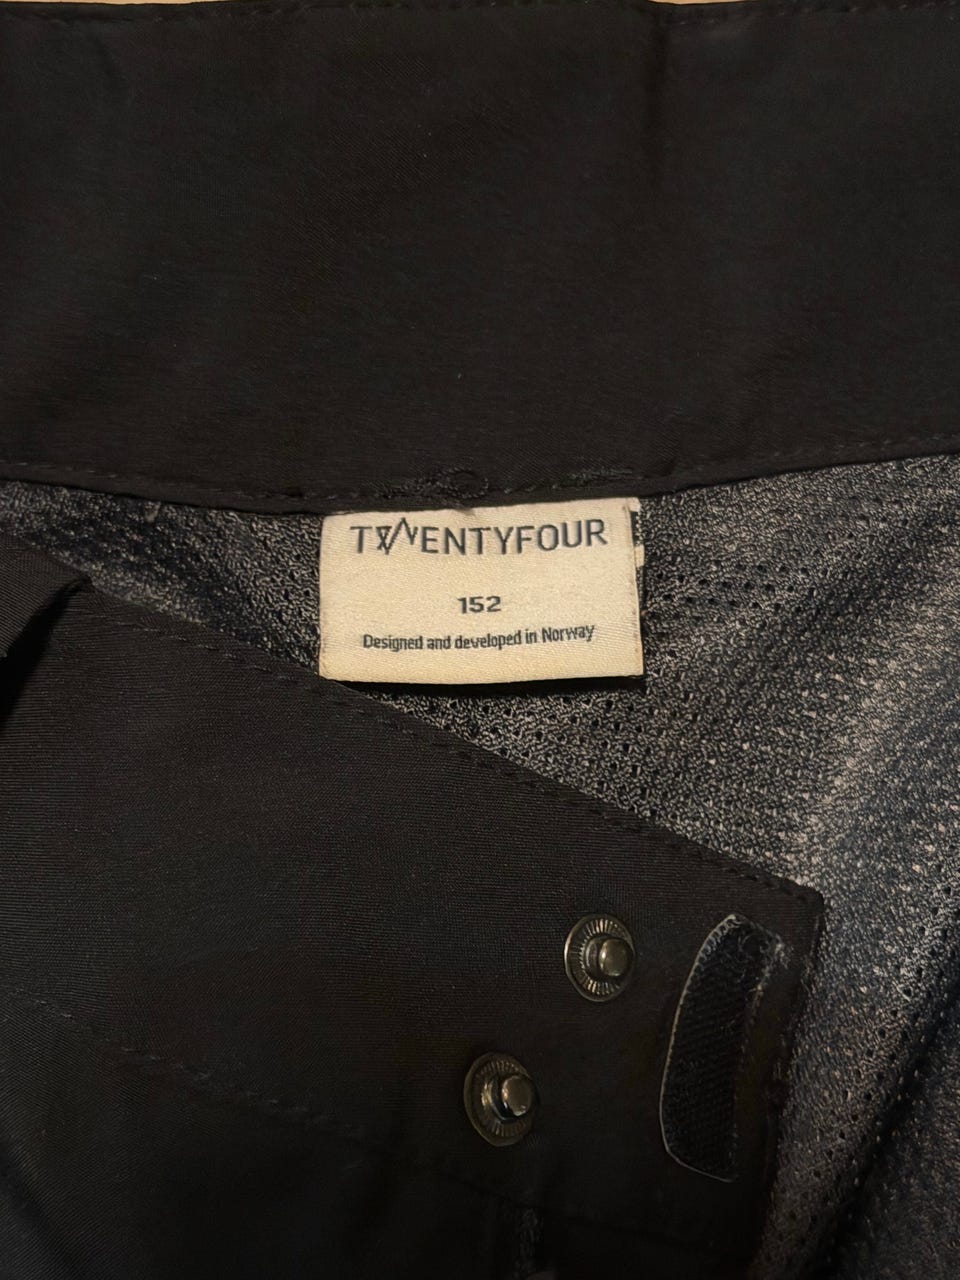 TWENTYFOUR
152
Designed and developed in Norway